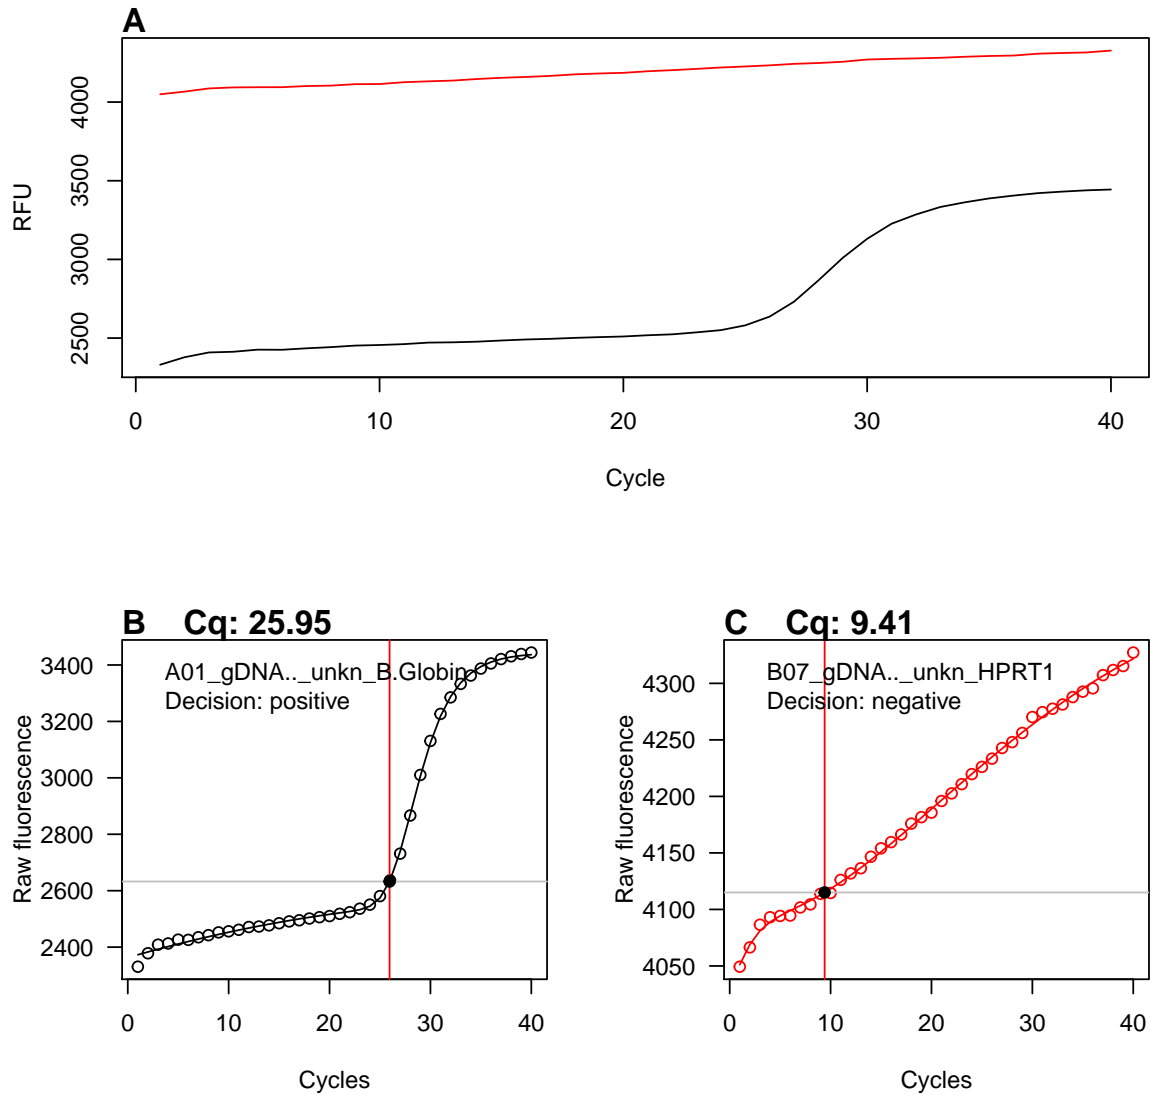 A
RFU
4000
3500
3000
2500
0 10 20 30 40
Cycle
B Cq: 25.95
A01_gDNA.._unkn_B.Globin
Decision: positive
Raw fluorescence
3400
3200
3000
2800
2600
2400
0 10 20 30 40
Cycles
C Cq: 9.41
B07_gDNA.._unkn_HPRT1
Decision: negative
Raw fluorescence
4300
4250
4200
4150
4100
4050
0 10 20 30 40
Cycles